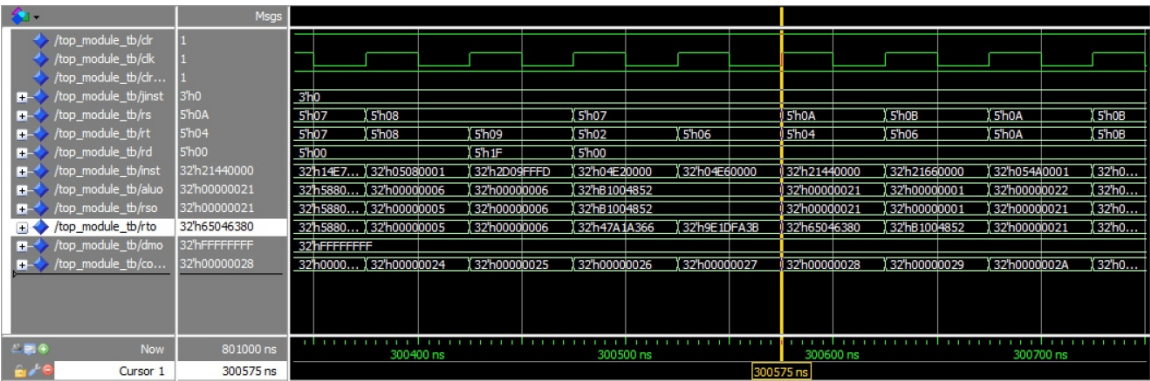 Msgs
/top_module_tb/clr 1
/top_module_tb/clk 1
/top_module_tb/clr... 1
/top_module_tb/jinst 3'h0 3'h0
/top_module_tb/rs 5'h0A 5'h07 5'h08 5'h07 5'h0A 5'h0B 5'h0A 5'h0B
/top_module_tb/rt 5'h04 5'h07 5'h08 5'h09 5'h02 5'h06 5'h04 5'h06 5'h0A 5'h0B
/top_module_tb/rd 5'h00 5'h00 5'h1F 5'h00
/top_module_tb/inst 32'h21440000 32'h14E7... 32'h05080001 32'h2D09FFFD 32'h04E20000 32'h04E60000 32'h21440000 32'h21660000 32'h054A0001 32'h0...
/top_module_tb/aluo 32'h00000021 32'h5880... 32'h00000006 32'h00000006 32'hB1004852 32'h00000021 32'h00000001 32'h00000022 32'h0...
/top_module_tb/rso 32'h00000021 32'h5880... 32'h00000005 32'h00000006 32'hB1004852 32'h00000021 32'h00000001 32'h00000021 32'h0...
/top_module_tb/rto 32'h65046380 32'h5880... 32'h00000005 32'h00000006 32'h47A1A366 32'h9E1DFA3B 32'h65046380 32'hB1004852 32'h00000021 32'h0...
/top_module_tb/dmo 32'hFFFFFFFF 32'hFFFFFFFF
/top_module_tb/co... 32'h00000028 32'h0000... 32'h00000024 32'h00000025 32'h00000026 32'h00000027 32'h00000028 32'h00000029 32'h0000002A 32'h0...
Now 801000 ns 300400 ns 300500 ns 300600 ns 300700 ns
Cursor 1 300575 ns 300575 ns